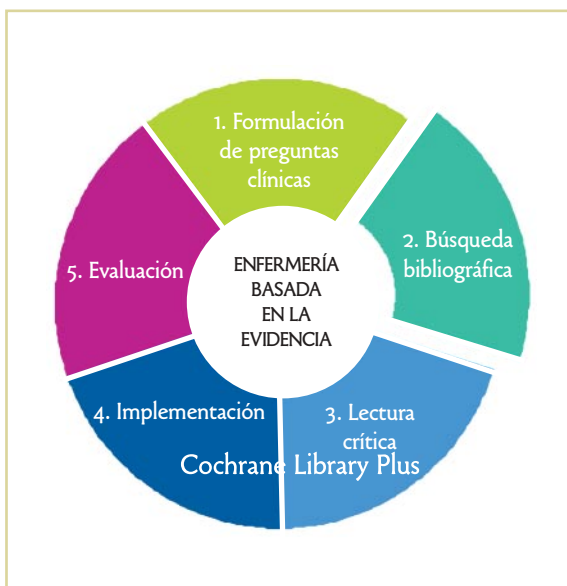 1. Formulación
de preguntas
clínicas
2. Búsqueda
bibliográfica
3. Lectura
crítica
4. Implementación
5. Evaluación
ENFERMERÍA
BASADA
EN LA
EVIDENCIA
Cochrane Library Plus